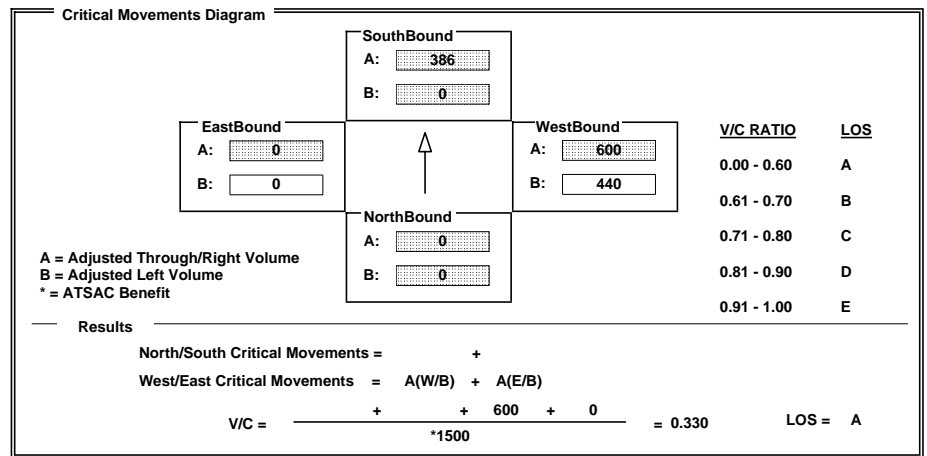 Critical Movements Diagram
SouthBound
A: 386
B: 0
EastBound
A: 0
B: 0
WestBound
A: 600
B: 440
NorthBound
A: 0
B: 0
V/C RATIO LOS
0.00 - 0.60 A
0.61 - 0.70 B
0.71 - 0.80 C
0.81 - 0.90 D
0.91 - 1.00 E
A = Adjusted Through/Right Volume
B = Adjusted Left Volume
* = ATSAC Benefit
Results
North/South Critical Movements = +
West/East Critical Movements = A(W/B) + A(E/B)
V/C = + + 600 + 0 = 0.330 LOS = A
*1500